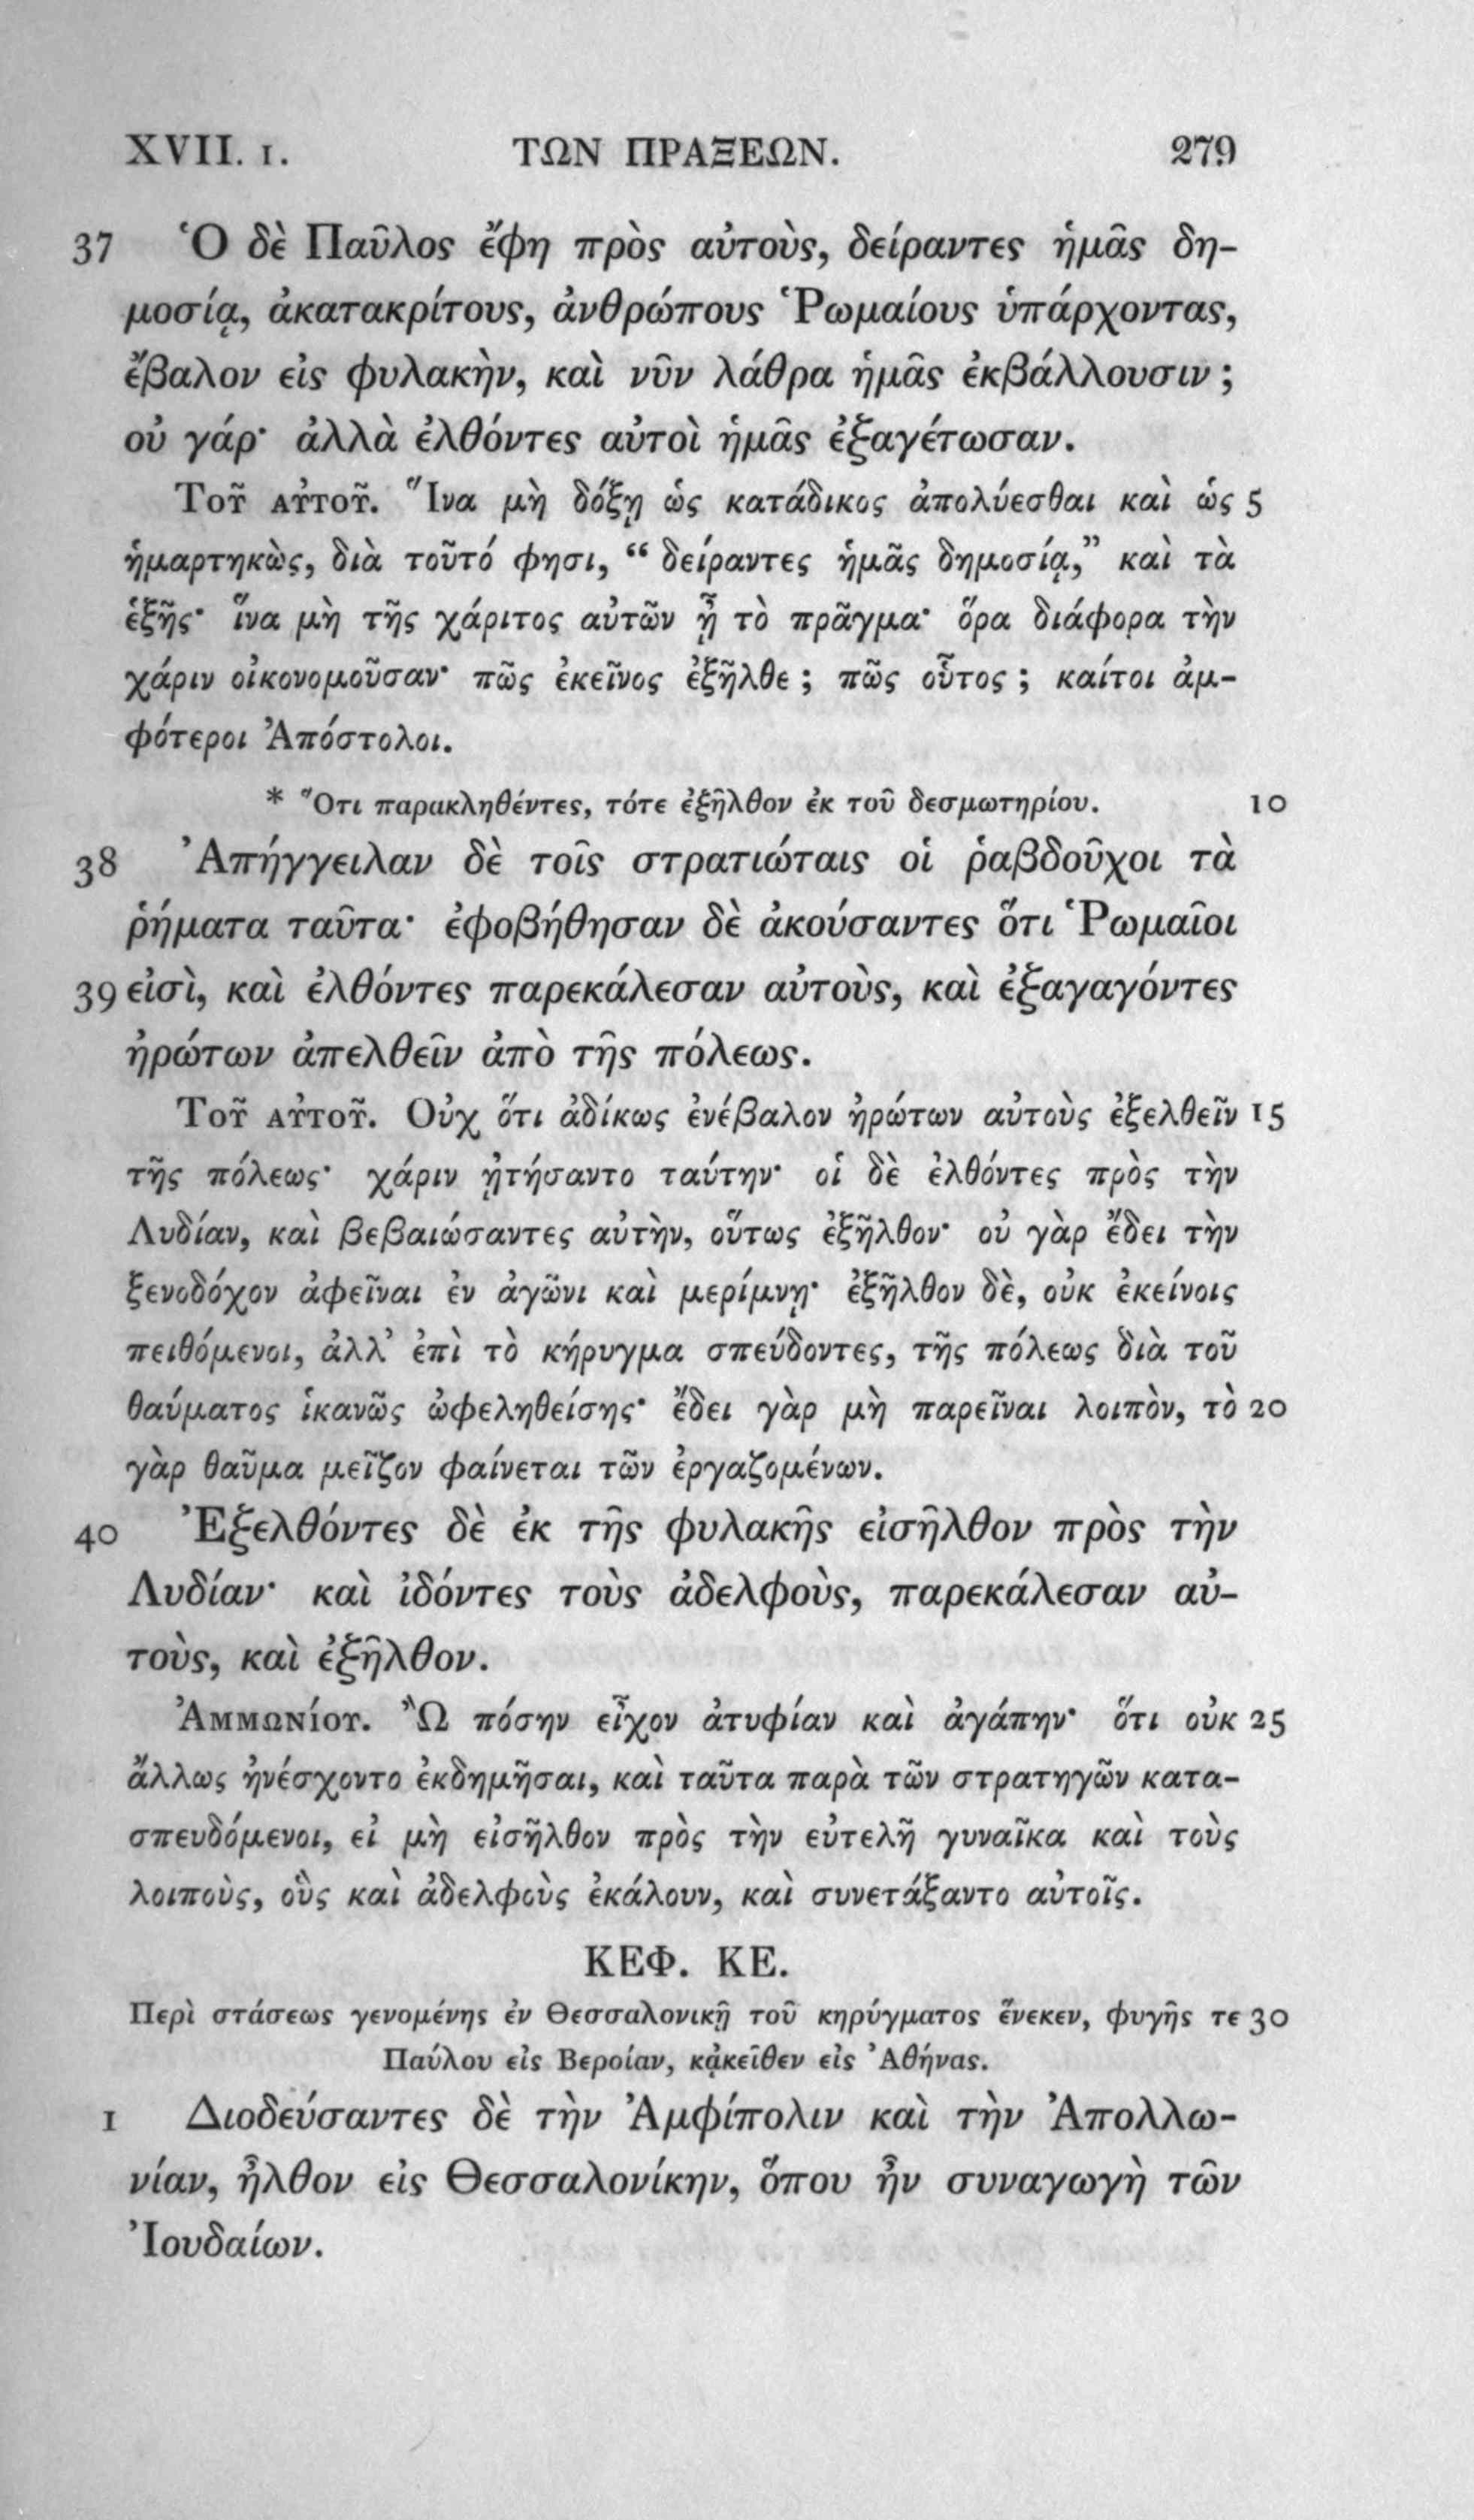 XVII. 1. ΤΩΝ ΠΡΑΞΕΩΝ. 279
37 Ὁ δὲ Παῦλος ἔφη πρὸς αὐτοὺς, δείραντες ἡμᾶς δη-
μοσίᾳ, ἀκατακρίτους, ἀνθρώπους Ῥωμαίους ὑπάρχοντας,
ἔβαλον εἰς φυλακὴν, καὶ νῦν λάθρα ἡμᾶς ἐκβάλλουσιν ;
οὐ γάρ· ἀλλὰ ἐλθόντες αὐτοὶ ἡμᾶς ἐξαγέτωσαν.
Τοῦ αὐτοῦ. Ἵνα μὴ δόξῃ ὡς κατάδικος ἀπολύεσθαι καὶ ὡς 5
ἡμαρτηκὼς, διὰ τοῦτό φησι, “ δείραντες ἡμᾶς δημοσίᾳ,” καὶ τὰ
ἑξῆς· ἵνα μὴ τῆς χάριτος αὐτῶν ᾖ τὸ πρᾶγμα· ὅρα διάφορα τὴν
χάριν οἰκονομοῦσαν· πῶς ἐκεῖνος ἐξῆλθε ; πῶς οὗτος ; καίτοι ἀμ-
φότεροι Ἀπόστολοι.
* Ὅτι παρακληθέντες, τότε ἐξῆλθον ἐκ τοῦ δεσμωτηρίου. 10
38 Ἀπήγγειλαν δὲ τοῖς στρατιώταις οἱ ῥαβδοῦχοι τὰ
ῥήματα ταῦτα· ἐφοβήθησαν δὲ ἀκούσαντες ὅτι Ῥωμαῖοι
39 εἰσὶ, καὶ ἐλθόντες παρεκάλεσαν αὐτοὺς, καὶ ἐξαγαγόντες
ἠρώτων ἀπελθεῖν ἀπὸ τῆς πόλεως.
Τοῦ αὐτοῦ. Οὐχ ὅτι ἀδίκως ἐνέβαλον ἠρώτων αὐτοὺς ἐξελθεῖν 15
τῆς πόλεως· χάριν ᾐτήσαντο ταύτην· οἱ δὲ ἐλθόντες πρὸς τὴν
Λυδίαν, καὶ βεβαιώσαντες αὐτὴν, οὕτως ἐξῆλθον· οὐ γὰρ ἔδει τὴν
ξενοδόχον ἀφεῖναι ἐν ἀγῶνι καὶ μερίμνῃ· ἐξῆλθον δὲ, οὐκ ἐκείνοις
πειθόμενοι, ἀλλ’ ἐπὶ τὸ κήρυγμα σπεύδοντες, τῆς πόλεως διὰ τοῦ
θαύματος ἱκανῶς ὠφεληθείσης· ἔδει γὰρ μὴ παρεῖναι λοιπὸν, τὸ 20
γὰρ θαῦμα μεῖζον φαίνεται τῶν ἐργαζομένων.
40 Ἐξελθόντες δὲ ἐκ τῆς φυλακῆς εἰσῆλθον πρὸς τὴν
Λυδίαν· καὶ ἰδόντες τοὺς ἀδελφοὺς, παρεκάλεσαν αὐ-
τοὺς, καὶ ἐξῆλθον.
Ἀμμωνίου. Ὢ πόσην εἶχον ἀτυφίαν καὶ ἀγάπην· ὅτι οὐκ 25
ἄλλως ἠνέσχοντο ἐκδημῆσαι, καὶ ταῦτα παρὰ τῶν στρατηγῶν κατα-
σπευδόμενοι, εἰ μὴ εἰσῆλθον πρὸς τὴν εὐτελῆ γυναῖκα καὶ τοὺς
λοιποὺς, οὓς καὶ ἀδελφοὺς ἐκάλουν, καὶ συνετάξαντο αὐτοῖς.
ΚΕΦ. ΚΕ.
Περὶ στάσεως γενομένης ἐν Θεσσαλονικῇ τοῦ κηρύγματος ἕνεκεν, φυγῆς τε 30
Παύλου εἰς Βεροίαν, κᾀκεῖθεν εἰς Ἀθήνας.
1 Διοδεύσαντες δὲ τὴν Ἀμφίπολιν καὶ τὴν Ἀπολλω-
νίαν, ἦλθον εἰς Θεσσαλονίκην, ὅπου ἦν συναγωγὴ τῶν
Ἰουδαίων.